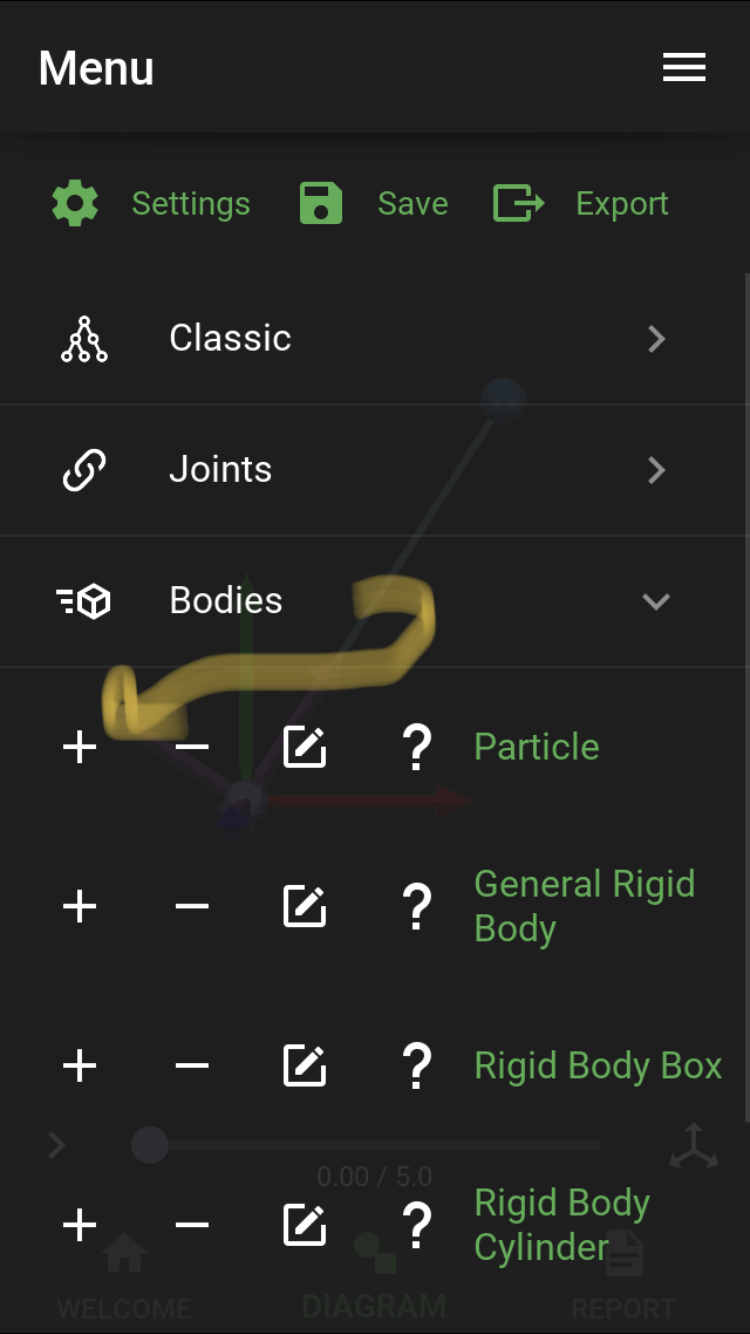 Menu
Settings Save Export
Classic
Joints
Bodies
+ − ? Particle
+ − ? General Rigid
Body
+ − ? Rigid Body Box
0.00 / 5.0
+ − ? Rigid Body
Cylinder
WELCOME DIAGRAM REPORT